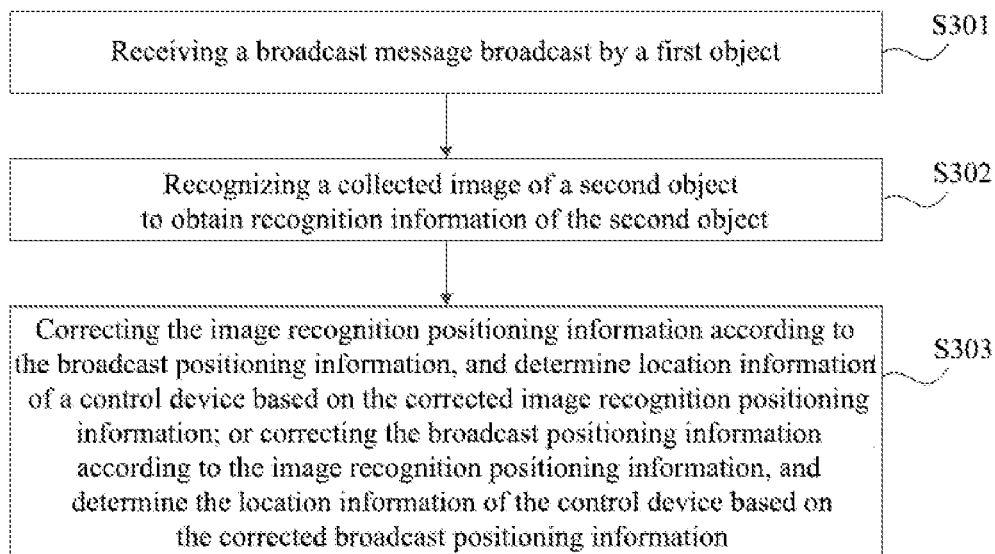 Receiving a broadcast message broadcast by a first object
S301
Recognizing a collected image of a second object
to obtain recognition information of the second object
S302
Correcting the image recognition positioning information according to
the broadcast positioning information, and determine location information
of a control device based on the corrected image recognition positioning
information; or correcting the broadcast positioning information
according to the image recognition positioning information, and
determine the location information of the control device based on
the corrected broadcast positioning information
S303